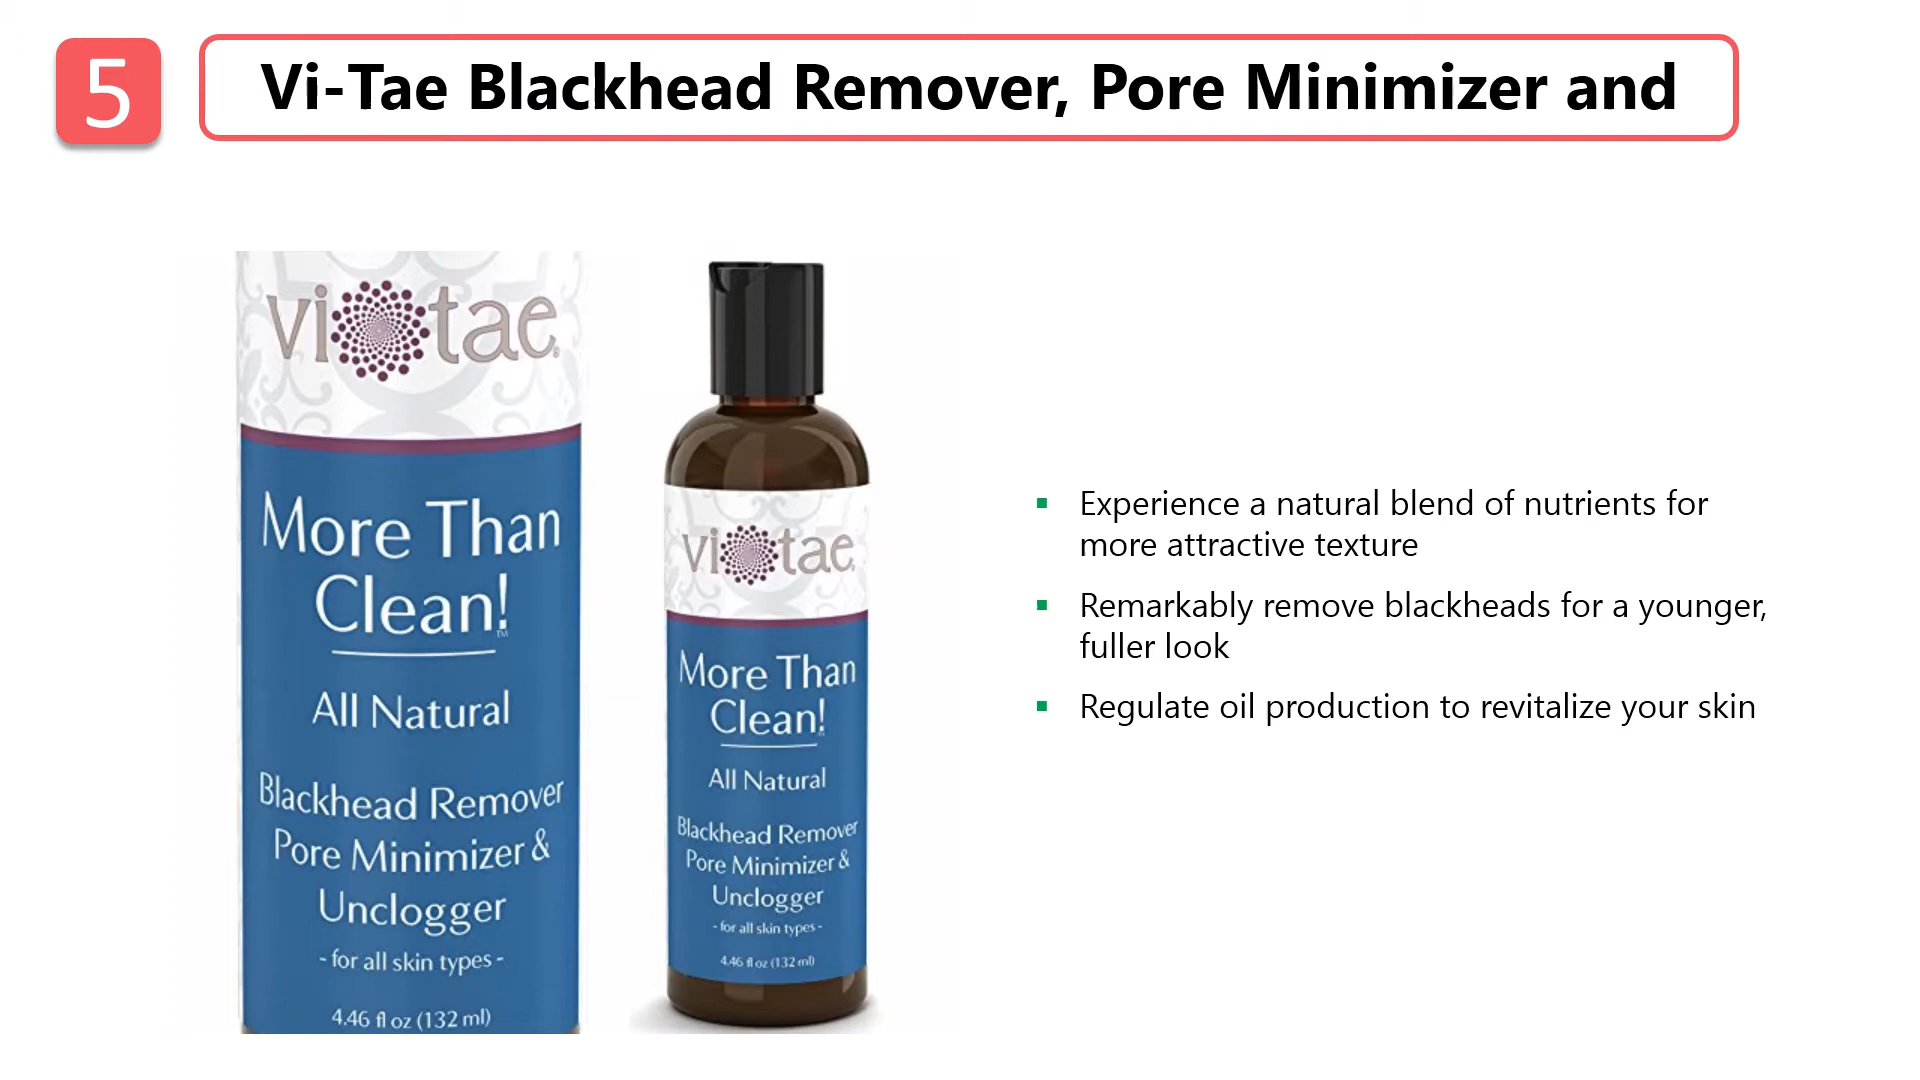 5
Vi-Tae Blackhead Remover, Pore Minimizer and
vi tae®
More Than
Clean!™
All Natural
Blackhead Remover
Pore Minimizer &
Unclogger
- for all skin types -
4.46 fl oz (132 ml)
vi tae
More Than
Clean!
All Natural
Blackhead Remover
Pore Minimizer &
Unclogger
- for all skin types -
4.46 fl oz (132 ml)
▪ Experience a natural blend of nutrients for
more attractive texture
▪ Remarkably remove blackheads for a younger,
fuller look
▪ Regulate oil production to revitalize your skin